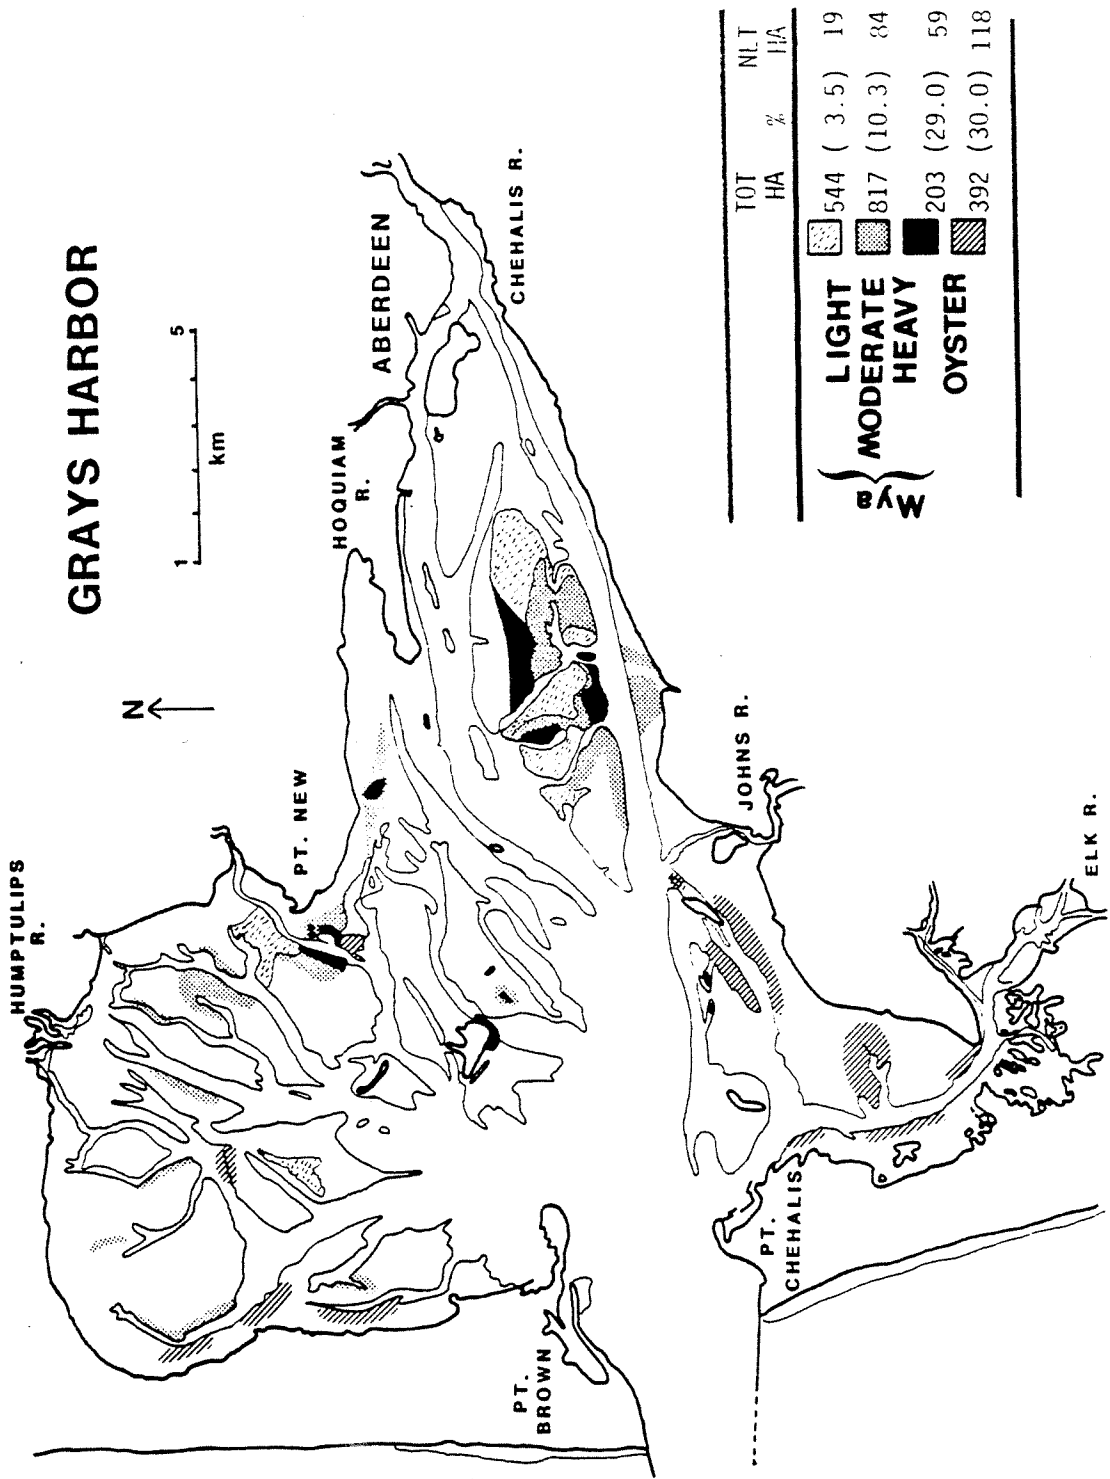 GRAYS HARBOR
1 5
km
N
HUMPTULIPS
R.
PT. NEW
HOQUIAM
R.
ABERDEEN
CHEHALIS R.
JOHNS R.
ELK R.
PT.
CHEHALIS
PT.
BROWN
TOT NLT
HA % HA
Mya
LIGHT 544 ( 3.5) 19
MODERATE 817 (10.3) 84
HEAVY 203 (29.0) 59
OYSTER 392 (30.0) 118